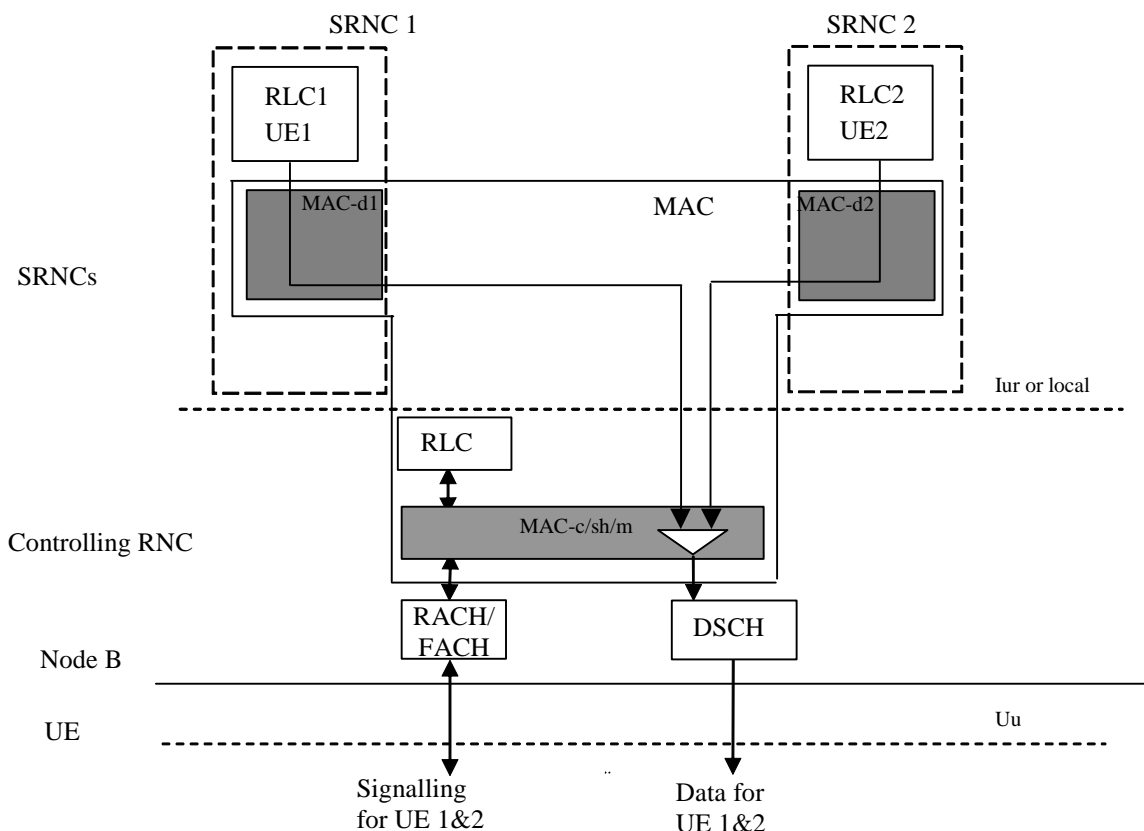 SRNC 1
SRNC 2
RLC1
UE1
RLC2
UE2
MAC-d1
MAC
MAC-d2
SRNCs
Iur or local
RLC
MAC-c/sh/m
Controlling RNC
RACH/
FACH
DSCH
Node B
UE
Uu
Signalling
for UE 1&2
Data for
UE 1&2